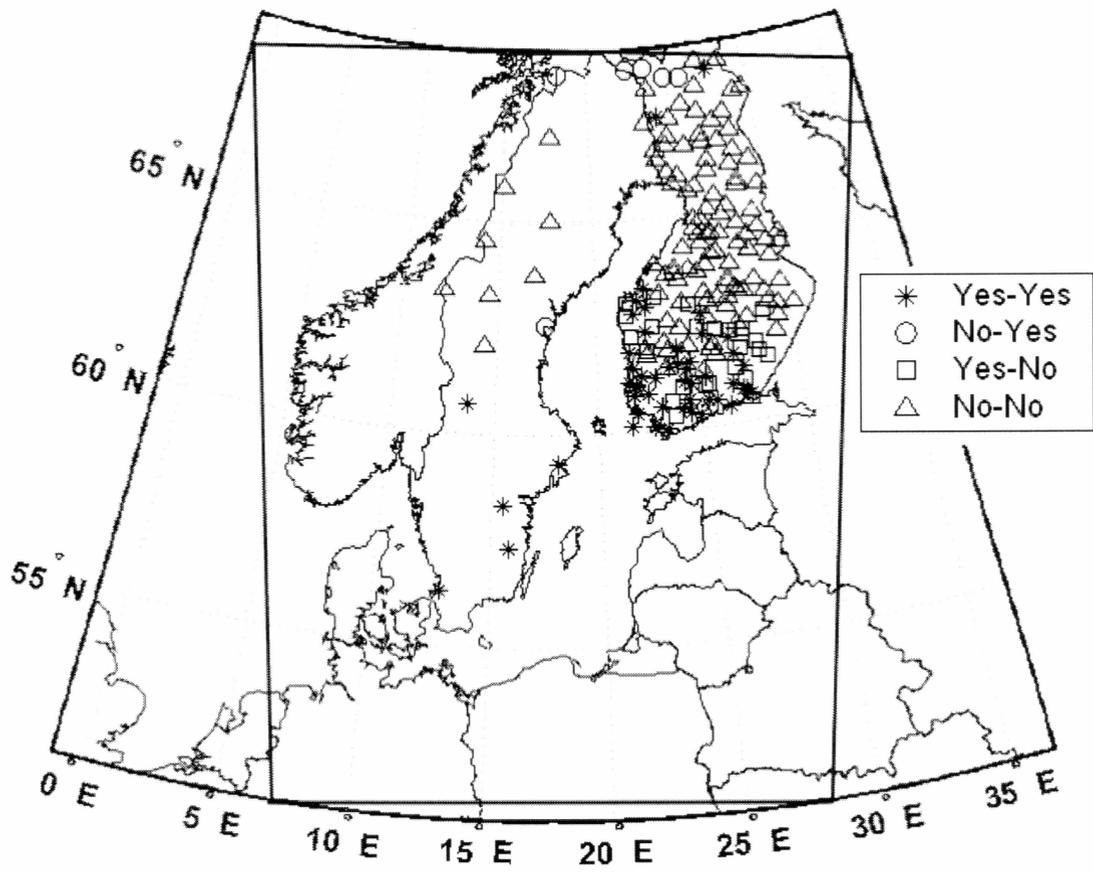 65° N
60° N
55° N
0 E
5 E
10 E
15 E
20 E
25 E
30 E
35 E
Yes-Yes
No-Yes
Yes-No
No-No